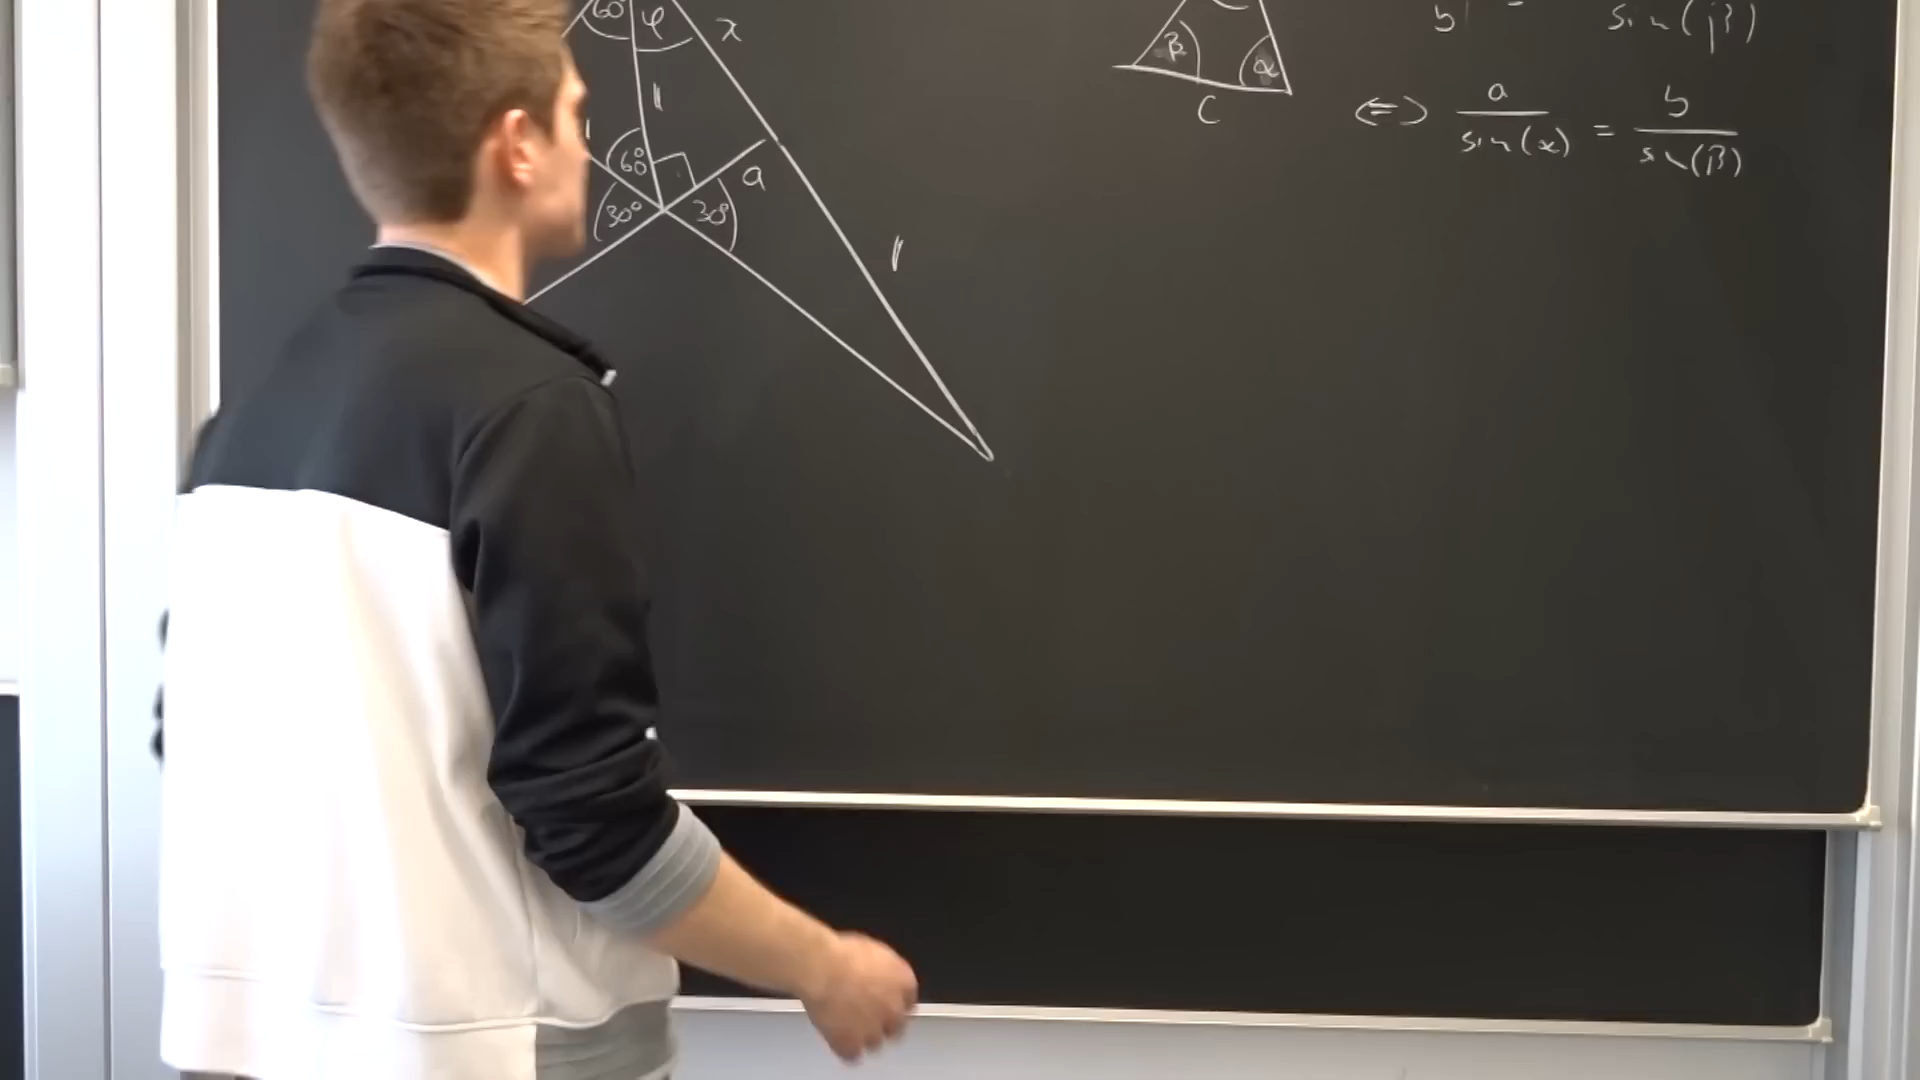 60° φ x
1
1
60°
a
30° 30°
1
β α
c
b = sin(β)
<=> a / sin(α) = b / sin(β)